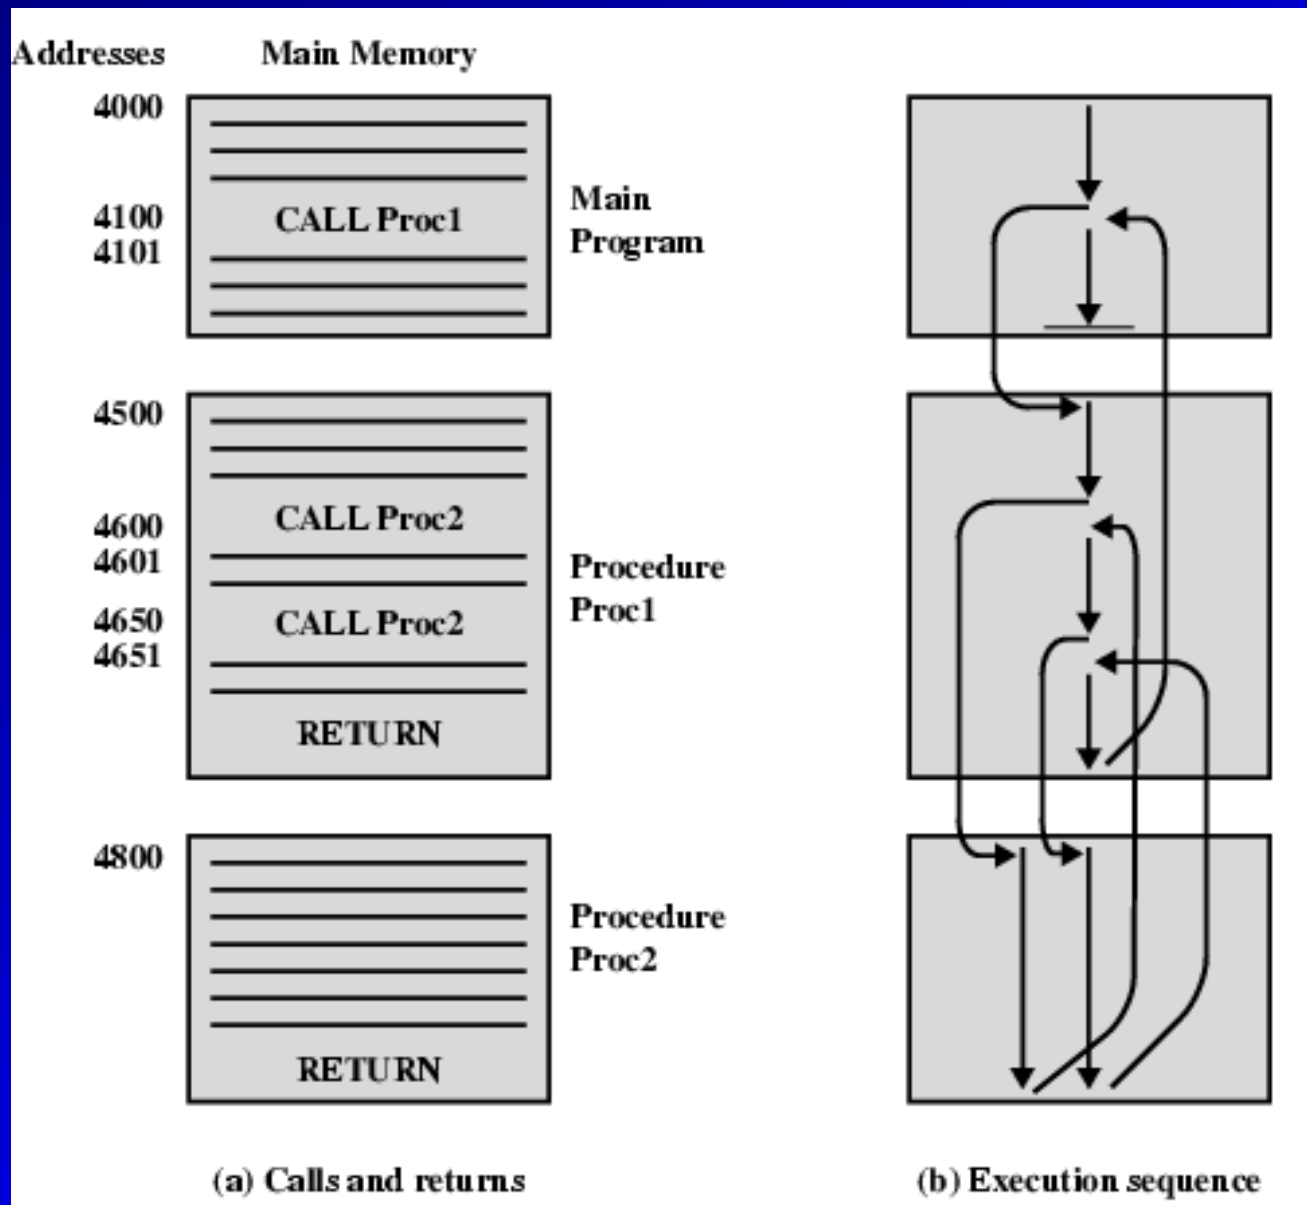 Addresses
Main Memory
4000
4100
CALL Proc1
4101
Main
Program
4500
CALL Proc2
4600
4601
4650
CALL Proc2
4651
RETURN
Procedure
Proc1
4800
RETURN
Procedure
Proc2
(a) Calls and returns
(b) Execution sequence